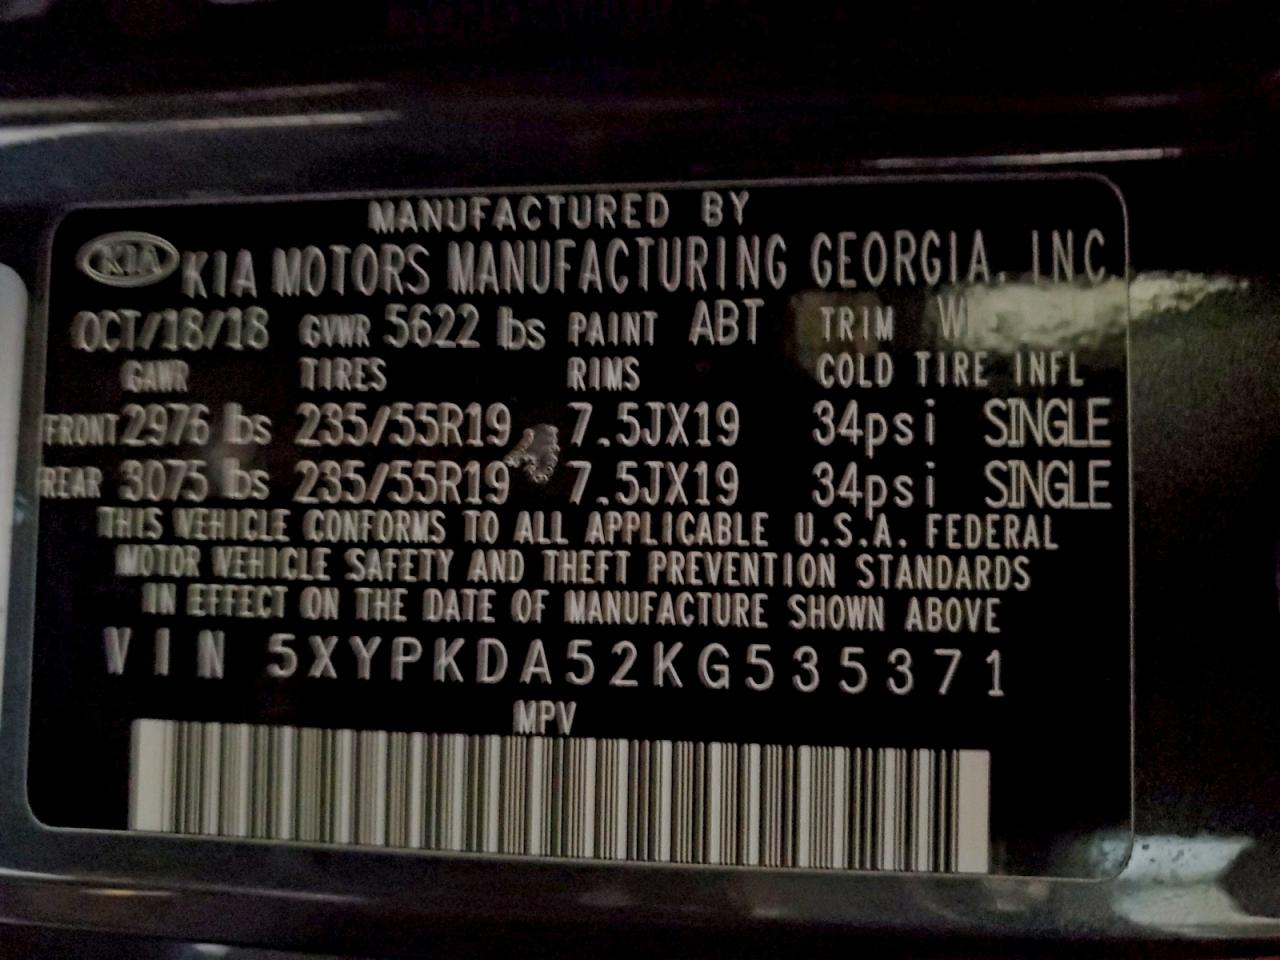 MANUFACTURED BY
KIA KIA MOTORS MANUFACTURING GEORGIA, INC
OCT/18/18 GVWR 5622 lbs PAINT ABT TRIM W
GAWR TIRES RIMS COLD TIRE INFL
FRONT 2976 lbs 235/55R19 7.5JX19 34psi SINGLE
REAR 3075 lbs 235/55R19 7.5JX19 34psi SINGLE
THIS VEHICLE CONFORMS TO ALL APPLICABLE U.S.A. FEDERAL
MOTOR VEHICLE SAFETY AND THEFT PREVENTION STANDARDS
IN EFFECT ON THE DATE OF MANUFACTURE SHOWN ABOVE
VIN 5XYPKDA52KG535371
MPV